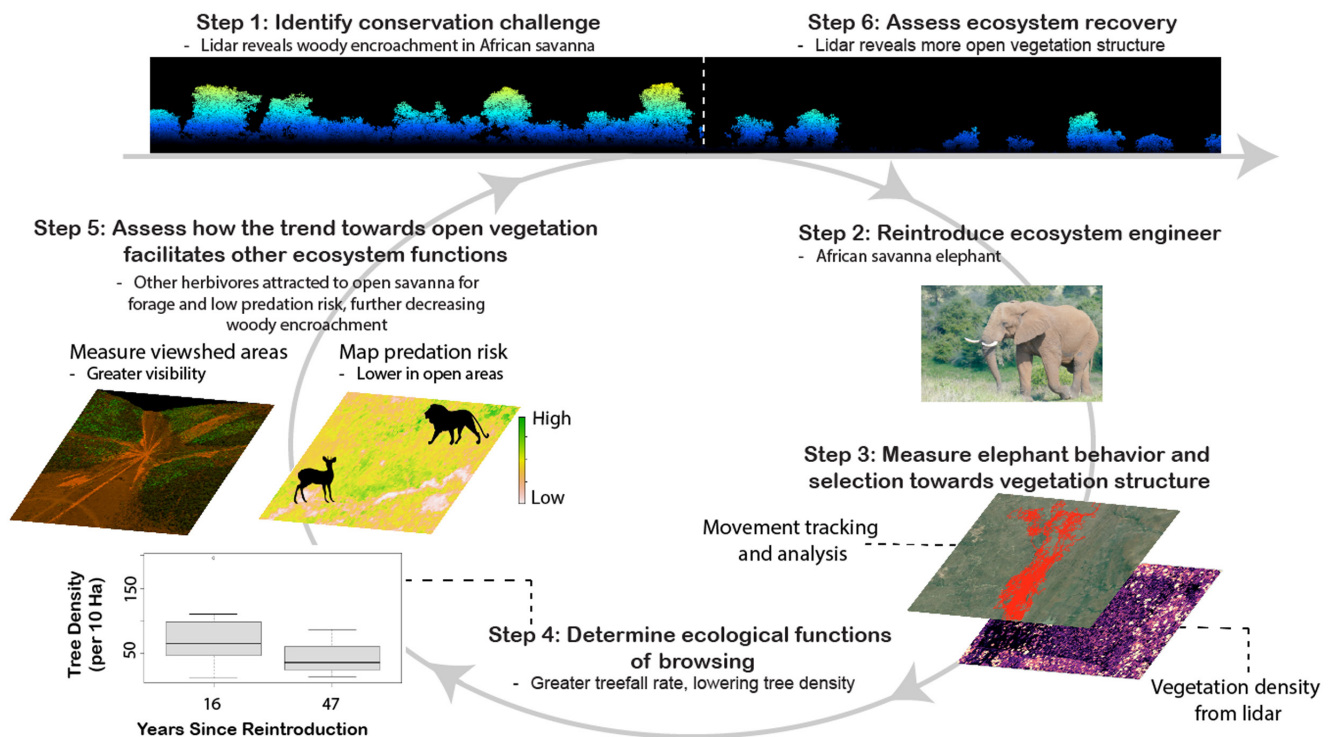 Step 1: Identify conservation challenge
- Lidar reveals woody encroachment in African savanna
Step 6: Assess ecosystem recovery
- Lidar reveals more open vegetation structure
Step 2: Reintroduce ecosystem engineer
- African savanna elephant
Step 3: Measure elephant behavior and
selection towards vegetation structure
Movement tracking
and analysis
Vegetation density
from lidar
Step 4: Determine ecological functions
of browsing
- Greater treefall rate, lowering tree density
Tree Density
(per 10 Ha)
150
50
16
47
Years Since Reintroduction
Step 5: Assess how the trend towards open vegetation
facilitates other ecosystem functions
- Other herbivores attracted to open savanna for
forage and low predation risk, further decreasing
woody encroachment
Measure viewshed areas
- Greater visibility
Map predation risk
- Lower in open areas
High
Low